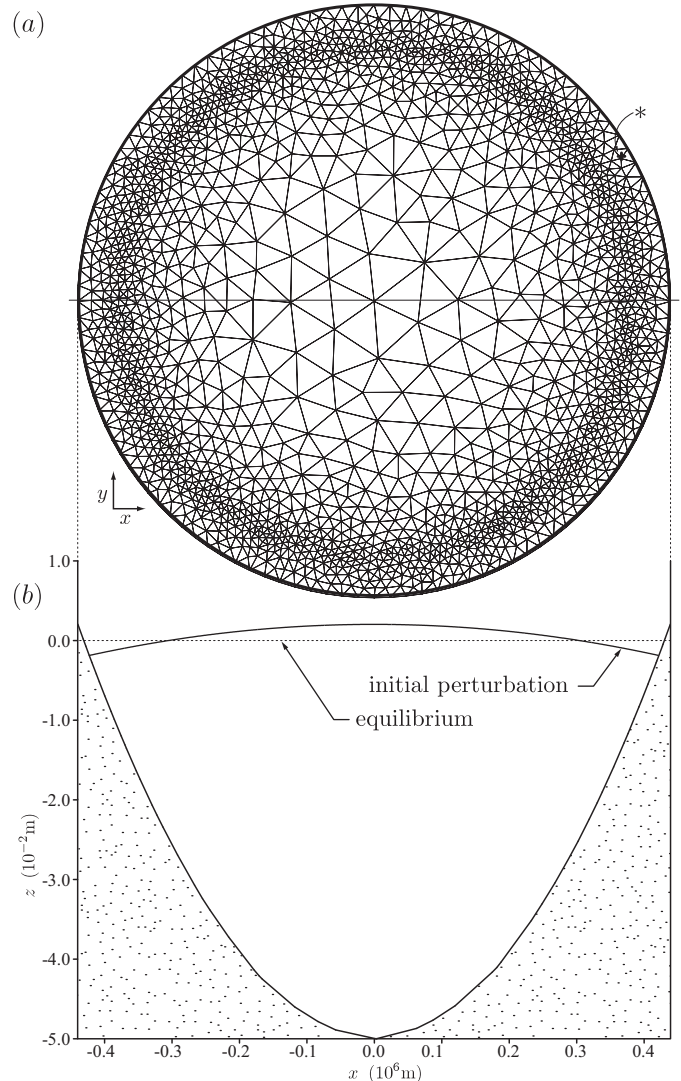 (a)
*
y
x
1.0
(b)
0.0
initial perturbation
-1.0
equilibrium
-2.0
z (10⁻²m)
-3.0
-4.0
-5.0
-0.4 -0.3 -0.2 -0.1 0.0 0.1 0.2 0.3 0.4
x (10⁶m)